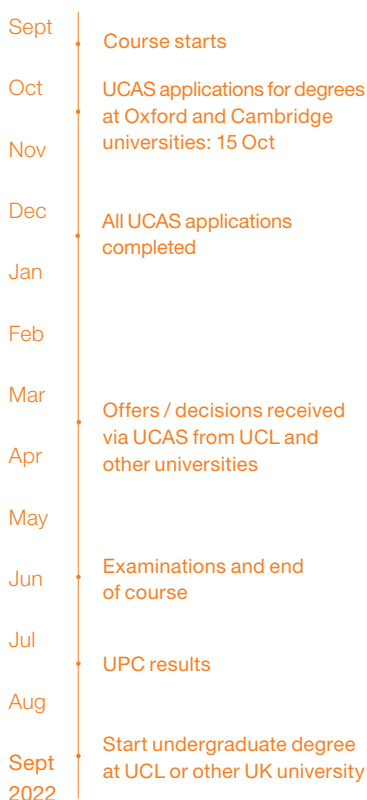 Sept
Course starts
Oct
UCAS applications for degrees
at Oxford and Cambridge
universities: 15 Oct
Nov
Dec
All UCAS applications
completed
Jan
Feb
Mar
Offers / decisions received
via UCAS from UCL and
other universities
Apr
May
Examinations and end
of course
Jun
Jul
UPC results
Aug
Start undergraduate degree
at UCL or other UK university
Sept
2022